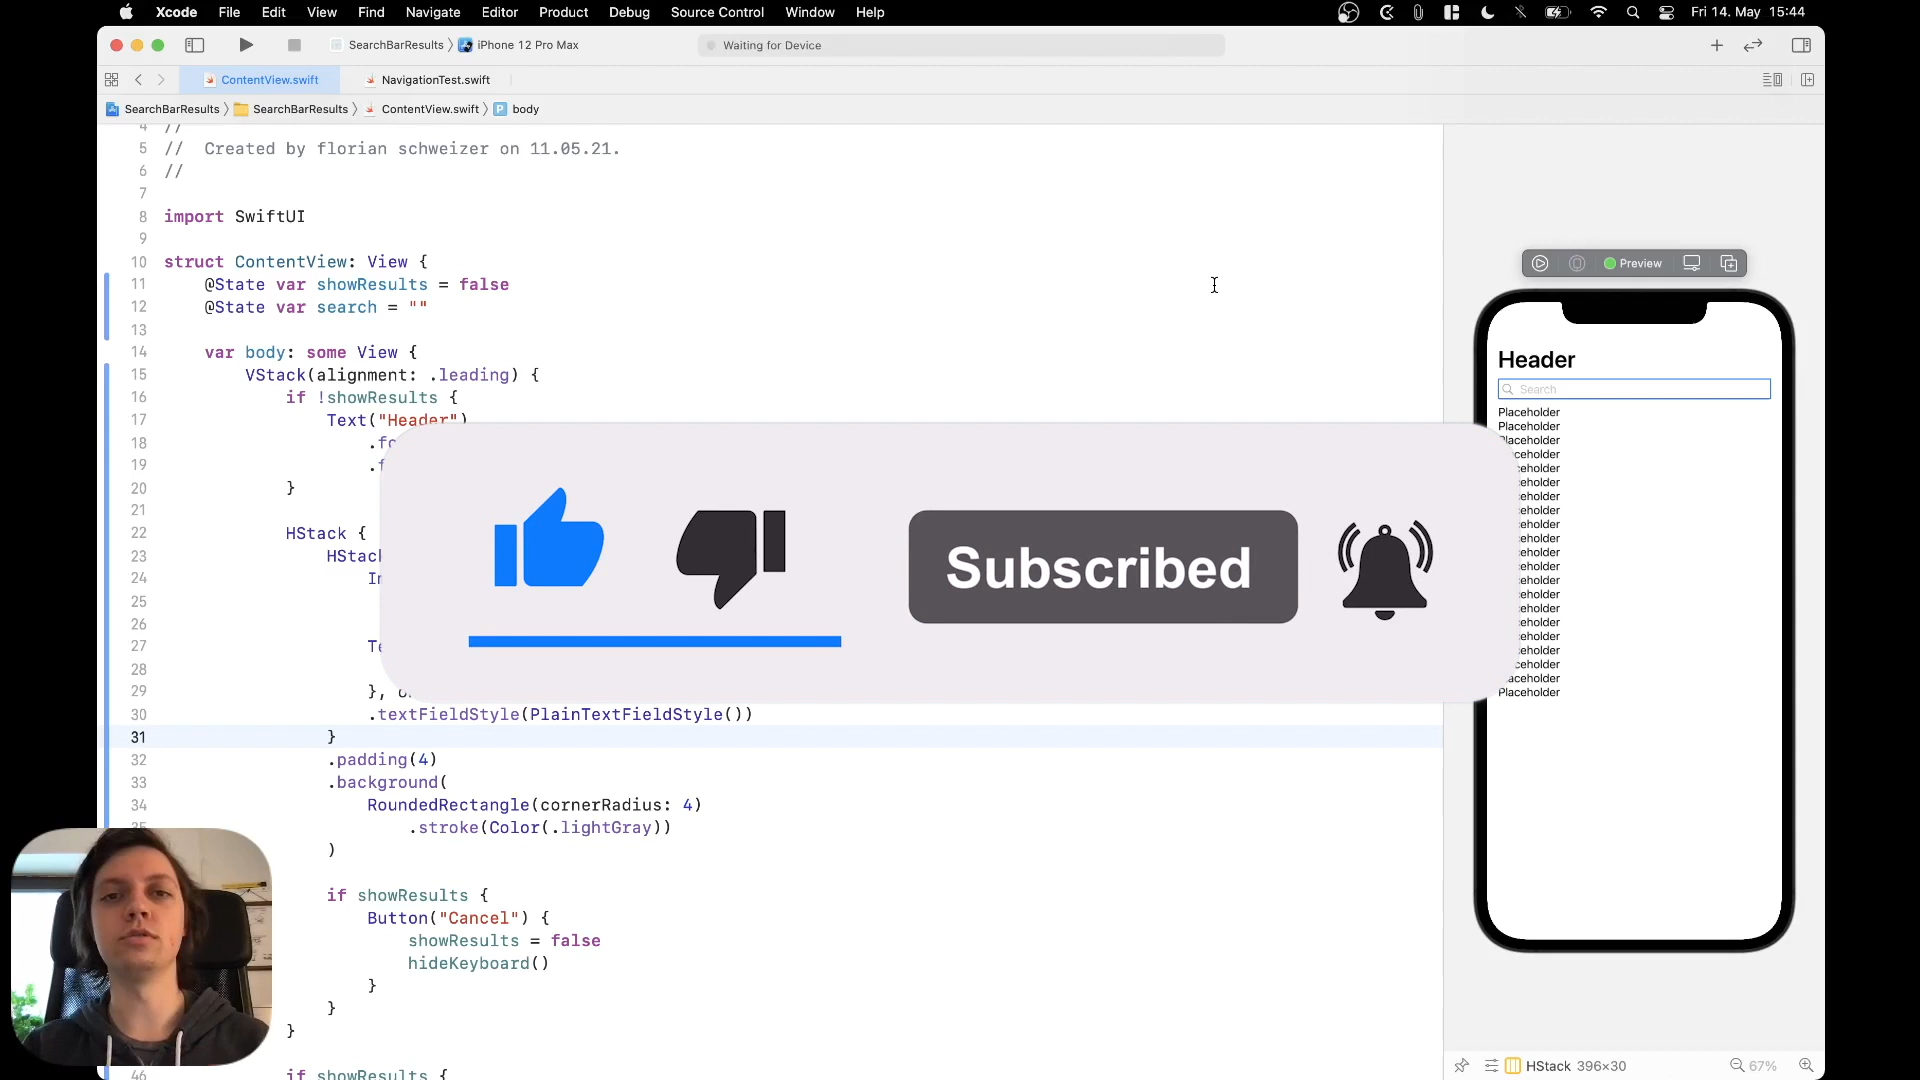 Xcode File Edit View Find Navigate Editor Product Debug Source Control Window Help Fri 14. May 15:44
SearchBarResults iPhone 12 Pro Max Waiting for Device
ContentView.swift NavigationTest.swift
SearchBarResults SearchBarResults ContentView.swift body
4 //
5 // Created by florian schweizer on 11.05.21.
6 //
7
8 import SwiftUI
9
10 struct ContentView: View {
11 @State var showResults = false
12 @State var search = ""
13
14 var body: some View {
15 VStack(alignment: .leading) {
16 if !showResults {
17 Text("Header")
18
19
20 }
21
22 HStack {
23 HStack
24
25
26
27
28
29 },
30 .textFieldStyle(PlainTextFieldStyle())
31 }
32 .padding(4)
33 .background(
34 RoundedRectangle(cornerRadius: 4)
.stroke(Color(.lightGray))
)
if showResults {
Button("Cancel") {
showResults = false
hideKeyboard()
}
}
}
46 if showResults {
Subscribed
Preview
Header
Search
Placeholder
Placeholder
Placeholder
HStack 396×30 67%